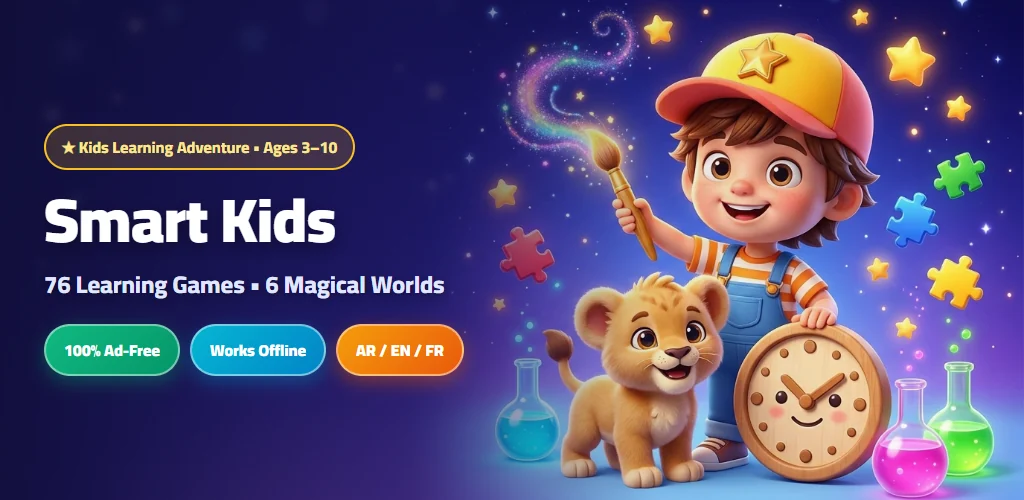 ★ Kids Learning Adventure • Ages 3–10
Smart Kids
76 Learning Games • 6 Magical Worlds
100% Ad-Free
Works Offline
AR / EN / FR